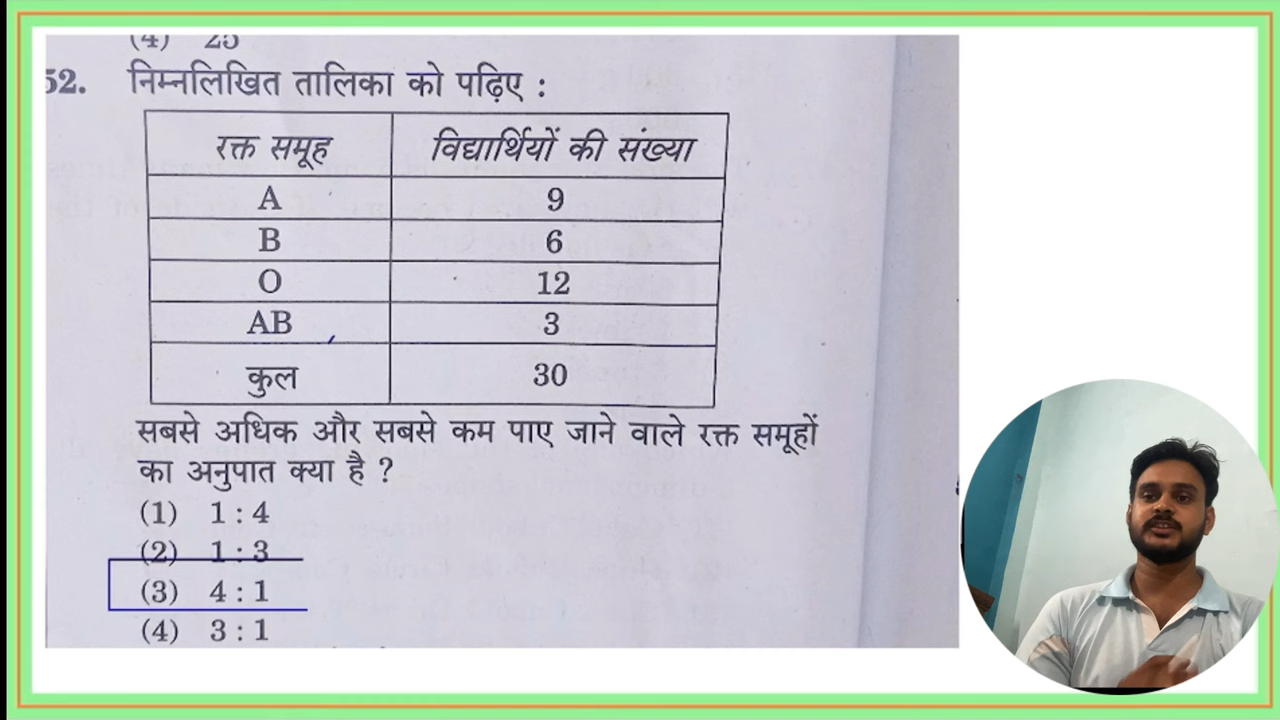 (4) 25
52. निम्नलिखित तालिका को पढ़िए :
रक्त समूह विद्यार्थियों की संख्या
A 9
B 6
O 12
AB 3
कुल 30
सबसे अधिक और सबसे कम पाए जाने वाले रक्त समूहों
का अनुपात क्या है ?
(1) 1 : 4
(2) 1 : 3
(3) 4 : 1
(4) 3 : 1